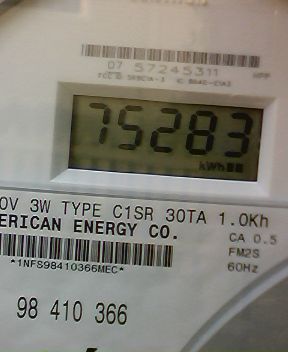 07 57245311
75283
kWh
0V 3W TYPE C1SR 30TA 1.0Kh
ERICAN ENERGY CO.
CA 0.5
FM2S
60Hz
*1NFS98410366MEC*
98 410 366